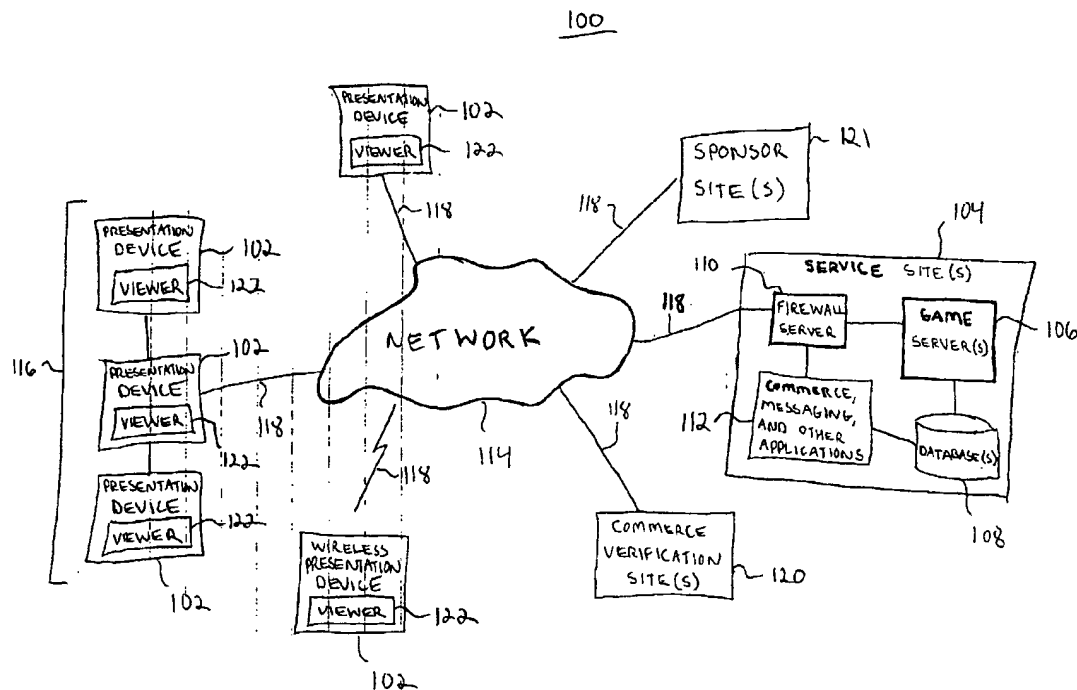 100
PRESENTATION
DEVICE
102
VIEWER
122
118
SPONSOR
SITE(S)
121
118
116
PRESENTATION
DEVICE
102
VIEWER
122
102
PRESENTATION
DEVICE
VIEWER
122
118
PRESENTATION
DEVICE
VIEWER
122
102
NETWORK
114
118
WIRELESS
PRESENTATION
DEVICE
VIEWER
122
102
118
104
SERVICE SITE(S)
110
FIREWALL
SERVER
GAME
SERVER(S)
106
112
COMMERCE,
MESSAGING,
AND OTHER
APPLICATIONS
DATABASE(S)
108
118
COMMERCE
VERIFICATION
SITE(S)
120